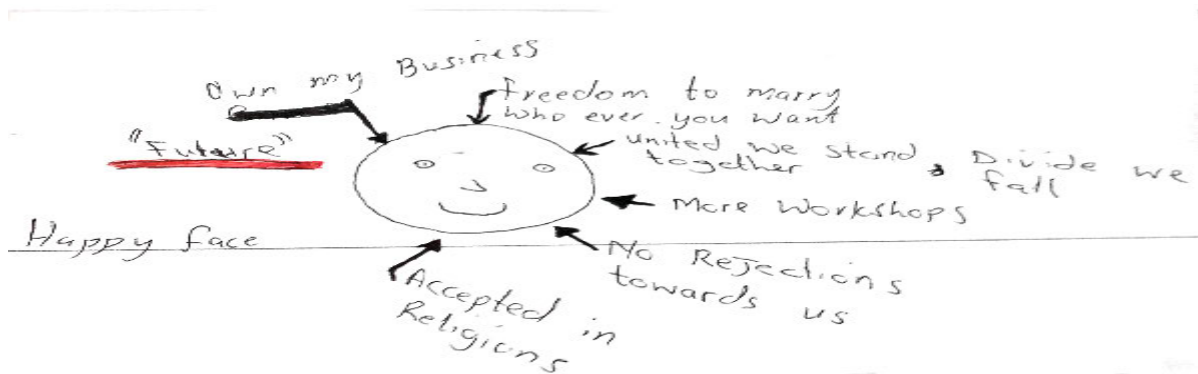 Own my Business
Freedom to marry
who ever you want
"Future"
united we stand, Divide we
together fall
More Workshops
Happy face
No Rejections
towards us
Accepted in
Religions